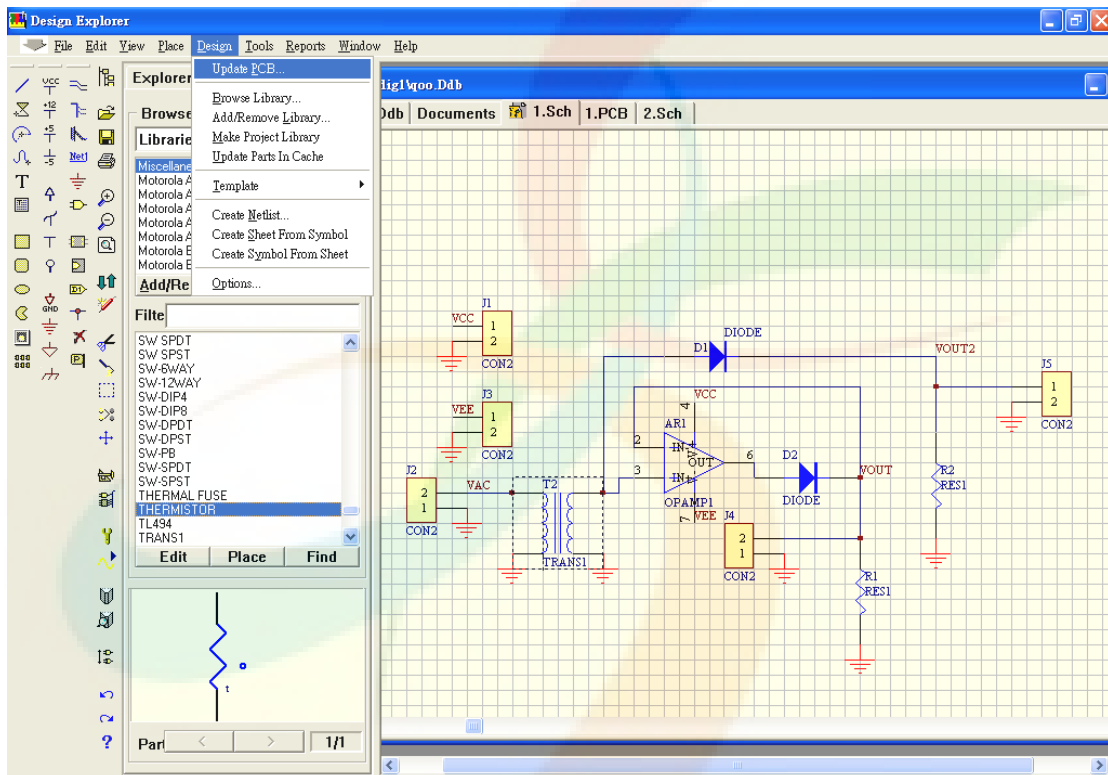 Design Explorer
File Edit View Place Design Tools Reports Window Help
Update PCB...
Browse Library...
Add/Remove Library...
Make Project Library
Update Parts In Cache
Template
Create Netlist...
Create Sheet From Symbol
Create Symbol From Sheet
Options...
Explorer
Browse
Librarie
Miscellane
Motorola A
Motorola A
Motorola A
Motorola A
Motorola A
Motorola E
Motorola E
Add/Re
Filte
SW SPDT
SW SPST
SW-6WAY
SW-12WAY
SW-DIP4
SW-DIP8
SW-DPDT
SW-DPST
SW-PB
SW-SPDT
SW-SPST
THERMAL FUSE
THERMISTOR
TL494
TRANS1
Edit Place Find
t
Part < > 1/1
VCC
+12
+5
-5
Net1
T
D1
GND
P
?
\qoo.Ddb
Ddb Documents 1.Sch 1.PCB 2.Sch
J1
VCC
1
2
CON2
J3
VEE
1
2
CON2
J2
VAC
2
1
CON2
T2
TRANS1
D1
DIODE
VOUT2
J5
1
2
CON2
VCC
4
AR1
2
IN-
V+
OUT
6
3
IN+
V-
OPAMP1
7
VEE
D2
DIODE
VOUT
J4
2
1
CON2
R2
RES1
R1
RES1